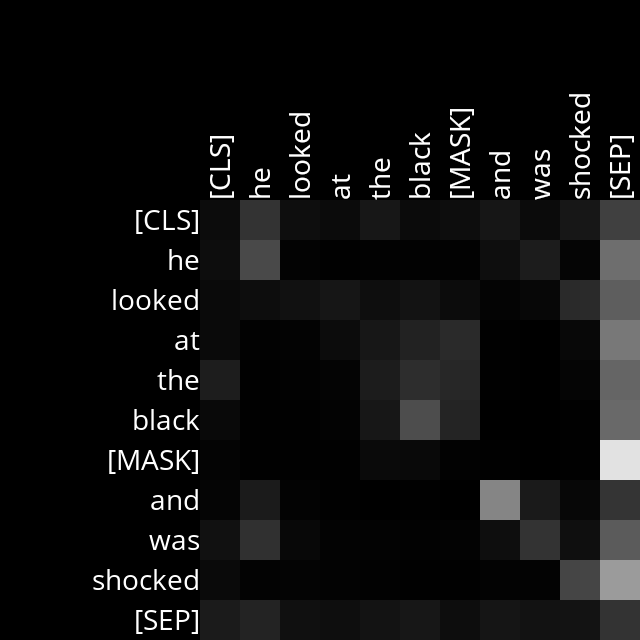 [CLS] he looked at the black [MASK] and was shocked [SEP]
[CLS]
he
looked
at
the
black
[MASK]
and
was
shocked
[SEP]